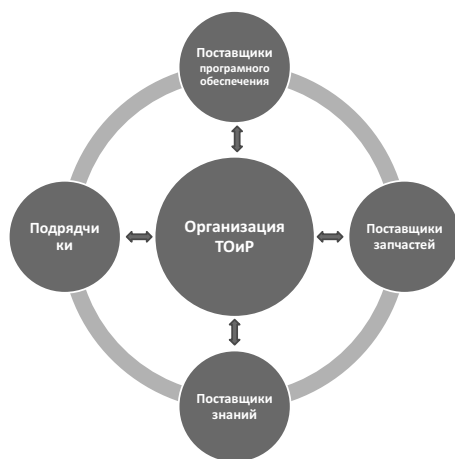 Поставщики
програмного
обеспечения
Подрядчи
ки
Организация
ТОиР
Поставщики
запчастей
Поставщики
знаний